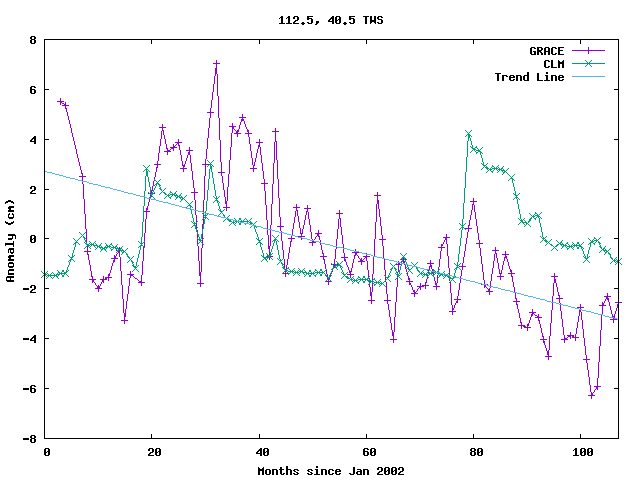 112.5, 40.5 TWS
GRACE
CLM
Trend Line
Anomaly (cm)
8
6
4
2
0
-2
-4
-6
-8
0 20 40 60 80 100
Months since Jan 2002